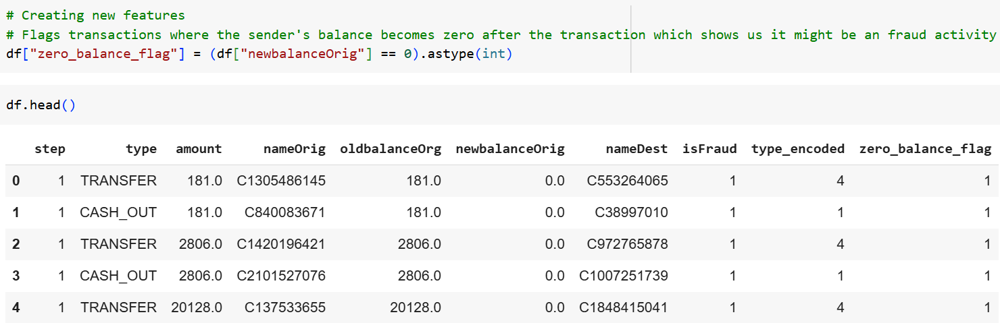 # Creating new features
# Flags transactions where the sender's balance becomes zero after the transaction which shows us it might be an fraud activity
df["zero_balance_flag"] = (df["newbalanceOrig"] == 0).astype(int)
df.head()
step type amount nameOrig oldbalanceOrg newbalanceOrig nameDest isFraud type_encoded zero_balance_flag
0 1 TRANSFER 181.0 C1305486145 181.0 0.0 C553264065 1 4 1
1 1 CASH_OUT 181.0 C840083671 181.0 0.0 C38997010 1 1 1
2 1 TRANSFER 2806.0 C1420196421 2806.0 0.0 C972765878 1 4 1
3 1 CASH_OUT 2806.0 C2101527076 2806.0 0.0 C1007251739 1 1 1
4 1 TRANSFER 20128.0 C137533655 20128.0 0.0 C1848415041 1 4 1